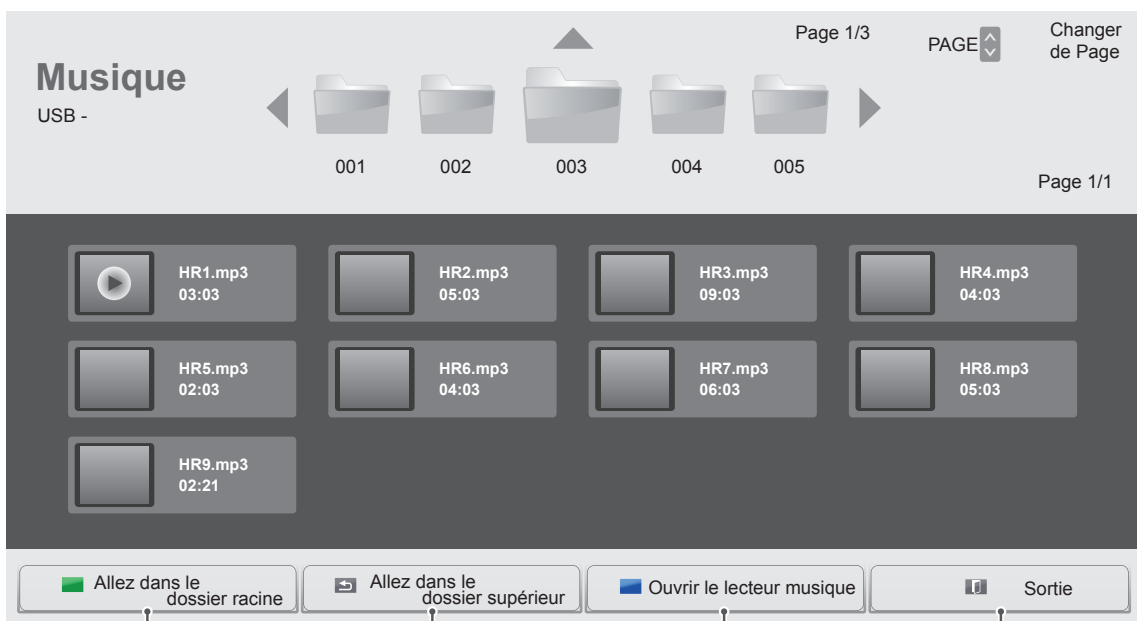 Page 1/3
PAGE
Changer
de Page
Musique
USB -
001 002 003 004 005
Page 1/1
HR1.mp3
03:03
HR2.mp3
05:03
HR3.mp3
09:03
HR4.mp3
04:03
HR5.mp3
02:03
HR6.mp3
04:03
HR7.mp3
06:03
HR8.mp3
05:03
HR9.mp3
02:21
Allez dans le
dossier racine
Allez dans le
dossier supérieur
Ouvrir le lecteur musique
Sortie